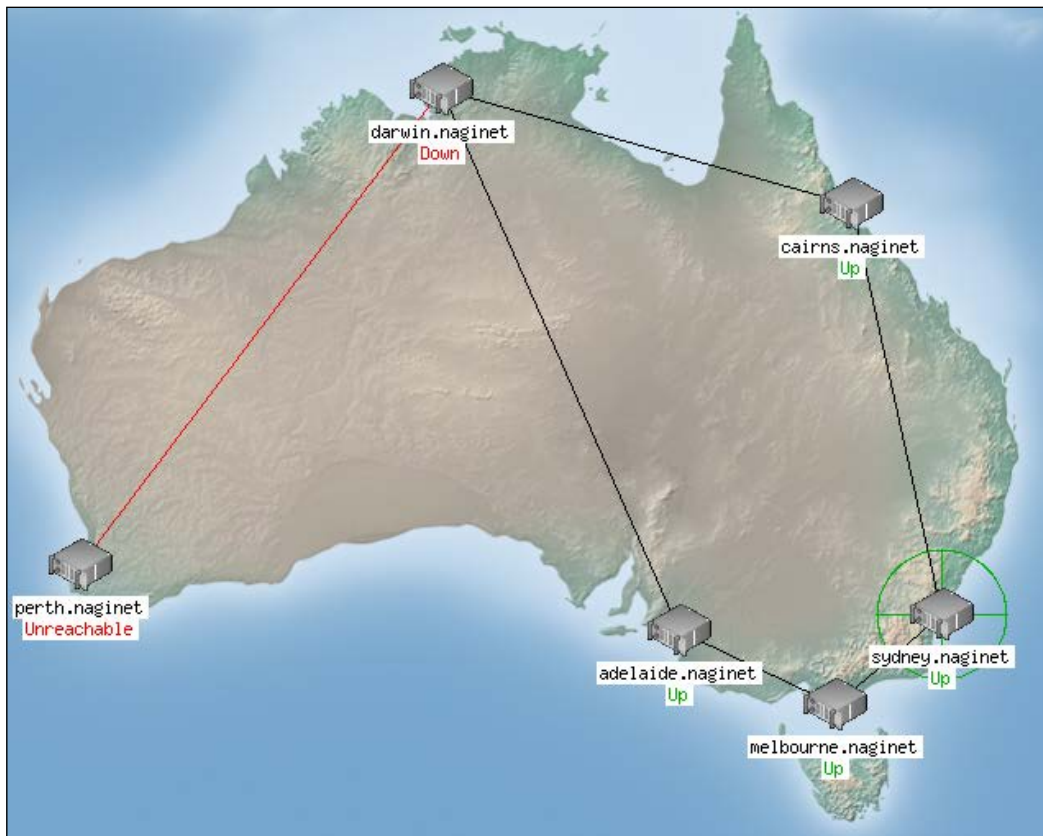 darwin.naginet
Down
cairns.naginet
Up
perth.naginet
Unreachable
adelaide.naginet
Up
sydney.naginet
Up
melbourne.naginet
Up